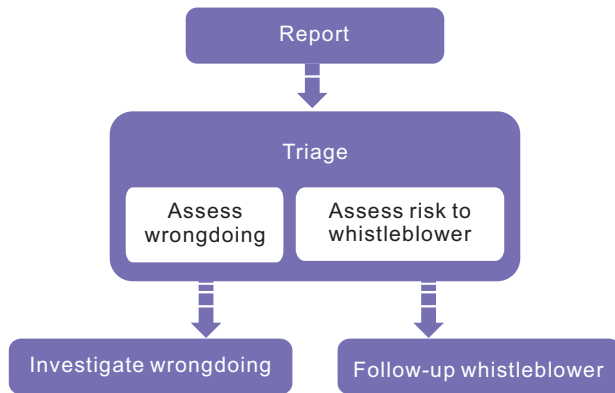 Report
Triage
Assess
wrongdoing
Assess risk to
whistleblower
Investigate wrongdoing
Follow-up whistleblower